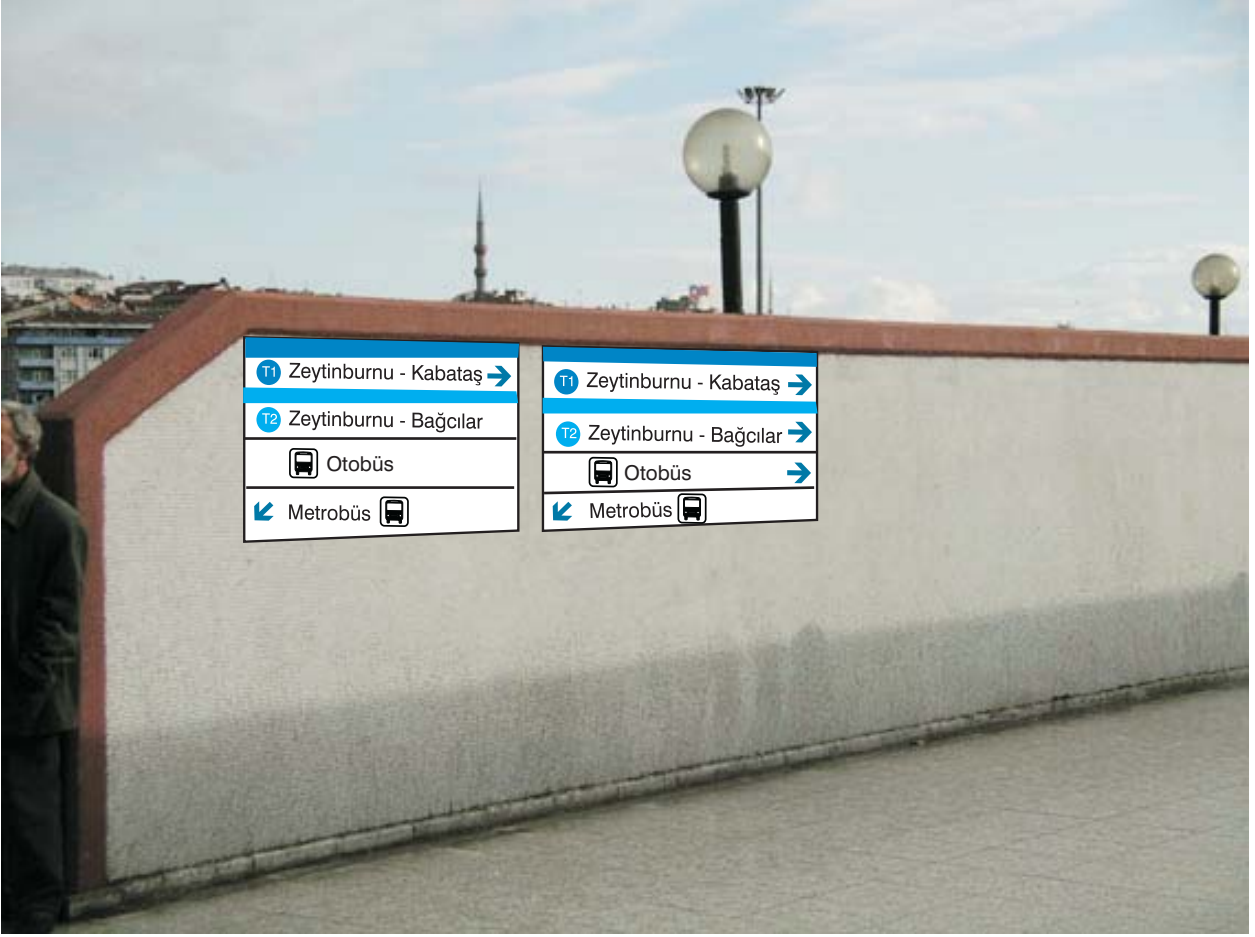 T1 Zeytinburnu - Kabataş
T2 Zeytinburnu - Bağcılar
Otobüs
Metrobüs
T1 Zeytinburnu - Kabataş
T2 Zeytinburnu - Bağcılar
Otobüs
Metrobüs